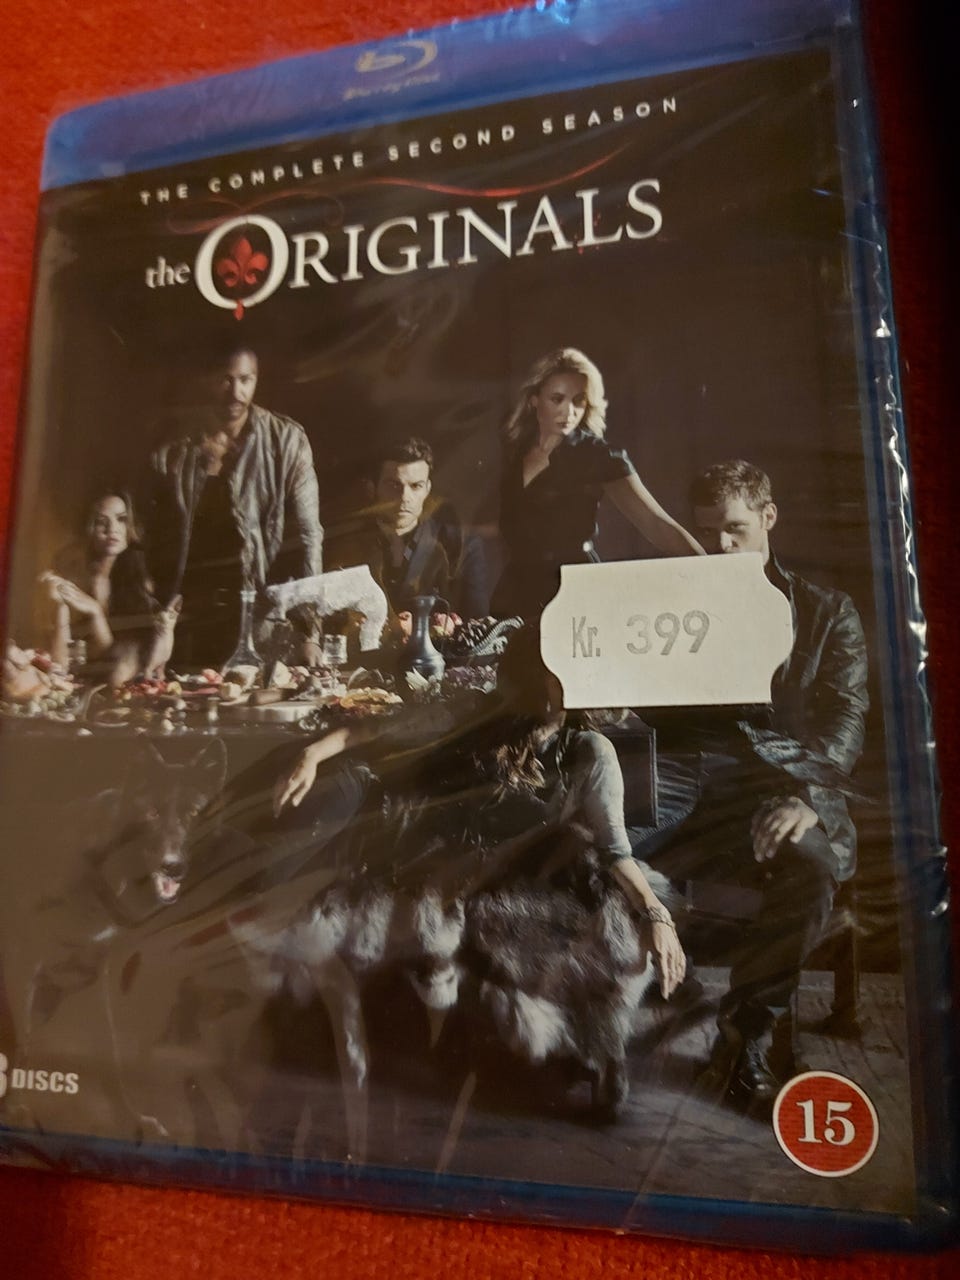 Blu-ray Disc
THE COMPLETE SECOND SEASON
the ORIGINALS
Kr. 399
DISCS
15